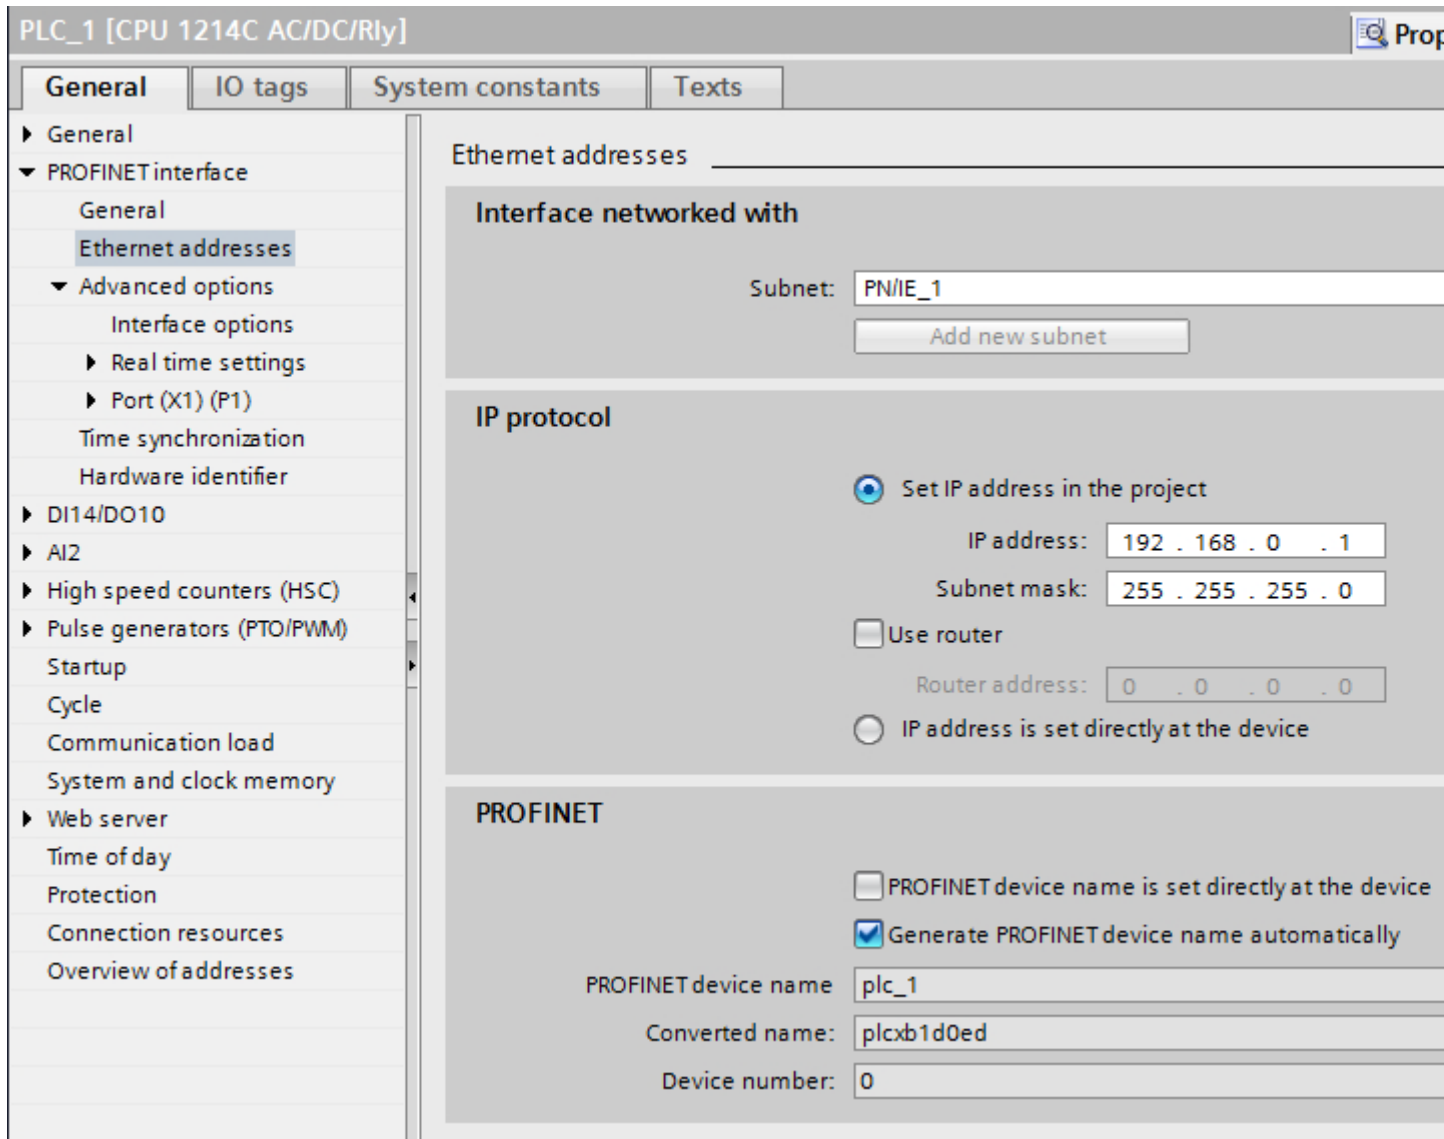 PLC_1 [CPU 1214C AC/DC/Rly]
Prop
General IO tags System constants Texts
General
PROFINET interface
General
Ethernet addresses
Advanced options
Interface options
Real time settings
Port (X1) (P1)
Time synchronization
Hardware identifier
DI14/DO10
AI2
High speed counters (HSC)
Pulse generators (PTO/PWM)
Startup
Cycle
Communication load
System and clock memory
Web server
Time of day
Protection
Connection resources
Overview of addresses
Ethernet addresses
Interface networked with
Subnet: PN/IE_1
Add new subnet
IP protocol
Set IP address in the project
IP address: 192 . 168 . 0 . 1
Subnet mask: 255 . 255 . 255 . 0
Use router
Router address: 0 . 0 . 0 . 0
IP address is set directly at the device
PROFINET
PROFINET device name is set directly at the device
Generate PROFINET device name automatically
PROFINET device name plc_1
Converted name: plcxb1d0ed
Device number: 0